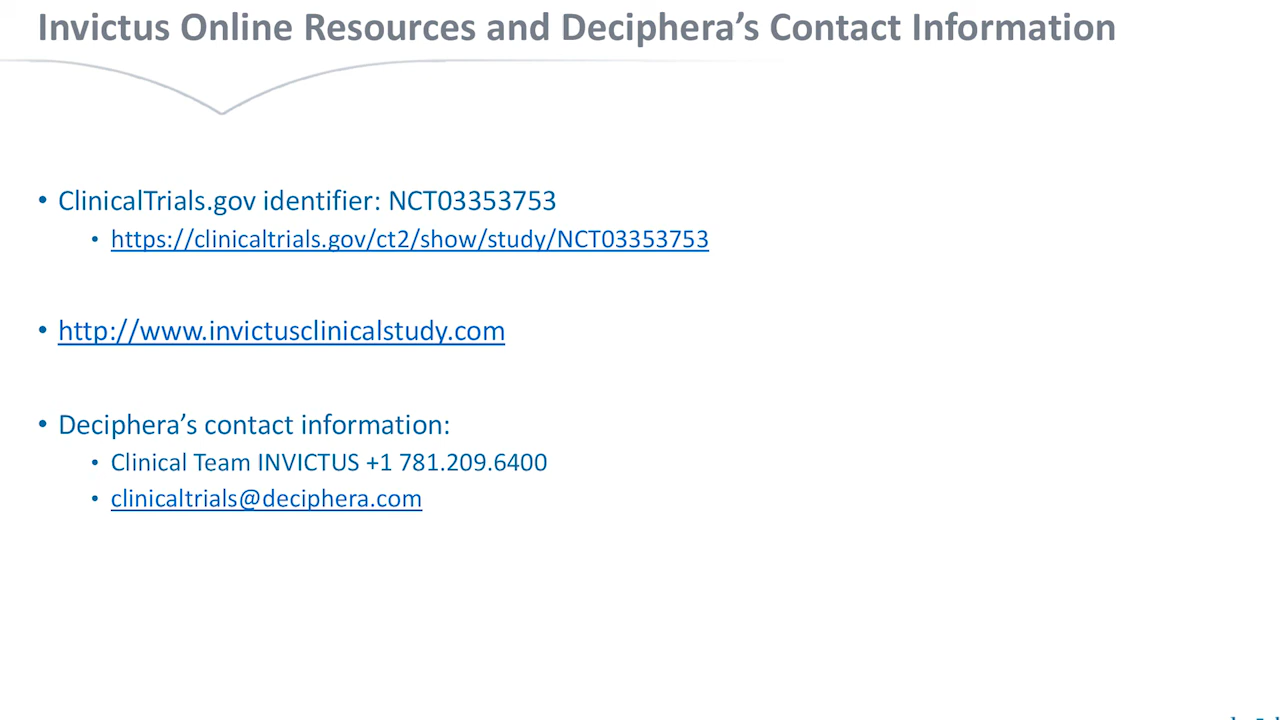 Invictus Online Resources and Deciphera’s Contact Information
• ClinicalTrials.gov identifier: NCT03353753
• https://clinicaltrials.gov/ct2/show/study/NCT03353753
• http://www.invictusclinicalstudy.com
• Deciphera’s contact information:
• Clinical Team INVICTUS +1 781.209.6400
• clinicaltrials@deciphera.com